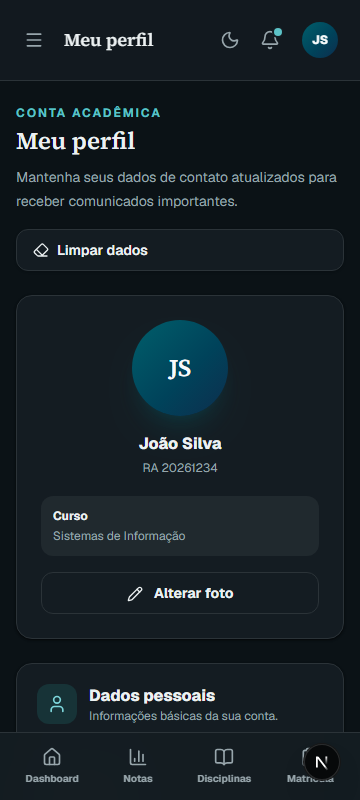 Meu perfil
JS
CONTA ACADÊMICA
Meu perfil
Mantenha seus dados de contato atualizados para
receber comunicados importantes.
Limpar dados
JS
João Silva
RA 20261234
Curso
Sistemas de Informação
Alterar foto
Dados pessoais
Informações básicas da sua conta.
Dashboard
Notas
Disciplinas
N